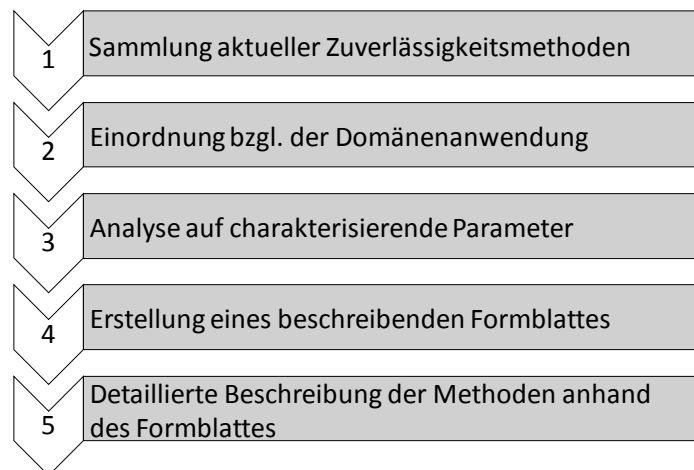 1 Sammlung aktueller Zuverlässigkeitsmethoden
2 Einordnung bzgl. der Domänenanwendung
3 Analyse auf charakterisierende Parameter
4 Erstellung eines beschreibenden Formblattes
5 Detaillierte Beschreibung der Methoden anhand
des Formblattes